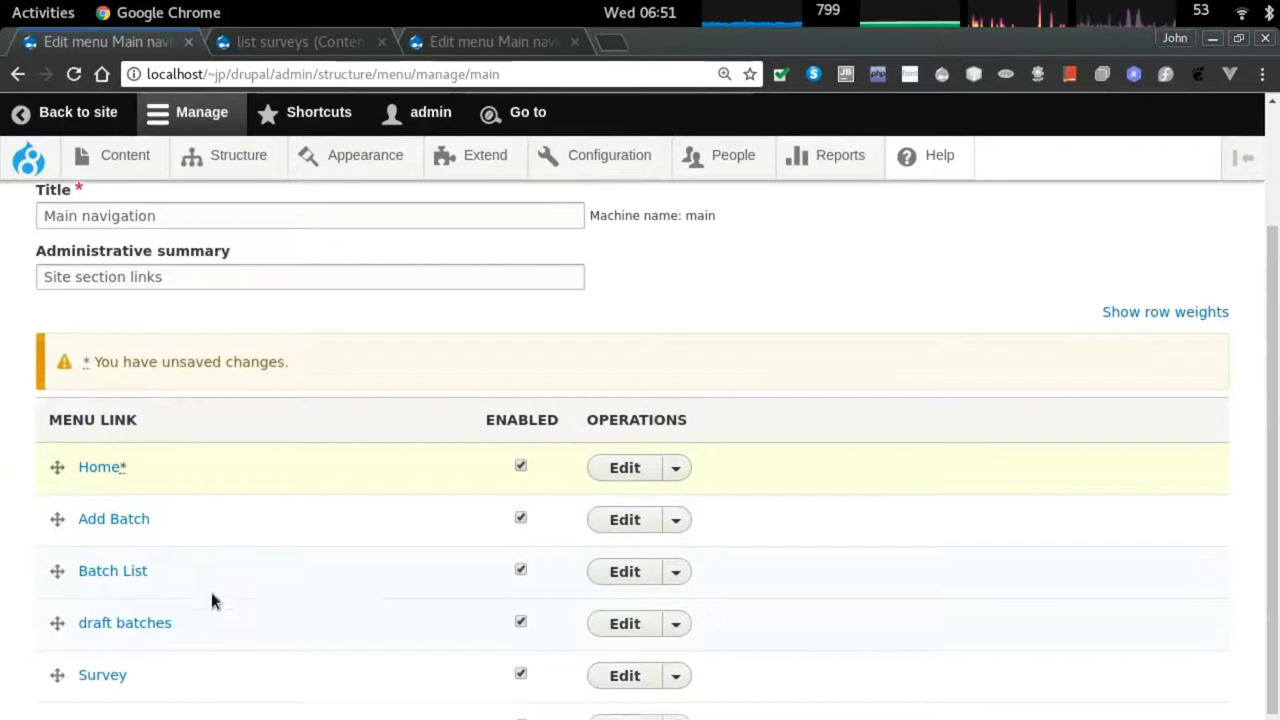 Activities Google Chrome Wed 06:51 799 53
Edit menu Main navi list surveys (Conten Edit menu Main navi John
localhost/~jp/drupal/admin/structure/menu/manage/main
Back to site Manage Shortcuts admin Go to
Content Structure Appearance Extend Configuration People Reports Help
Title *
Main navigation Machine name: main
Administrative summary
Site section links
Show row weights
* You have unsaved changes.
MENU LINK ENABLED OPERATIONS
Home* Edit
Add Batch Edit
Batch List Edit
draft batches Edit
Survey Edit